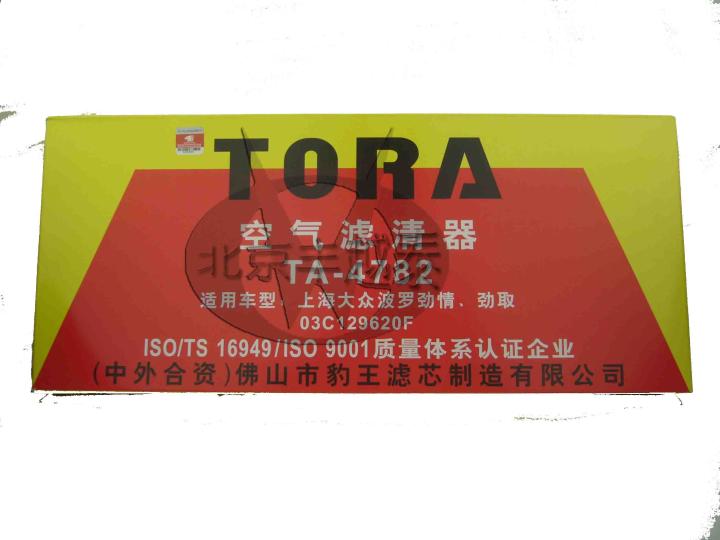 TORA
空气滤清器
TA-4782
适用车型：上海大众波罗劲情、劲取
03C129620F
ISO/TS 16949/ISO 9001质量体系认证企业
(中外合资)佛山市豹王滤芯制造有限公司